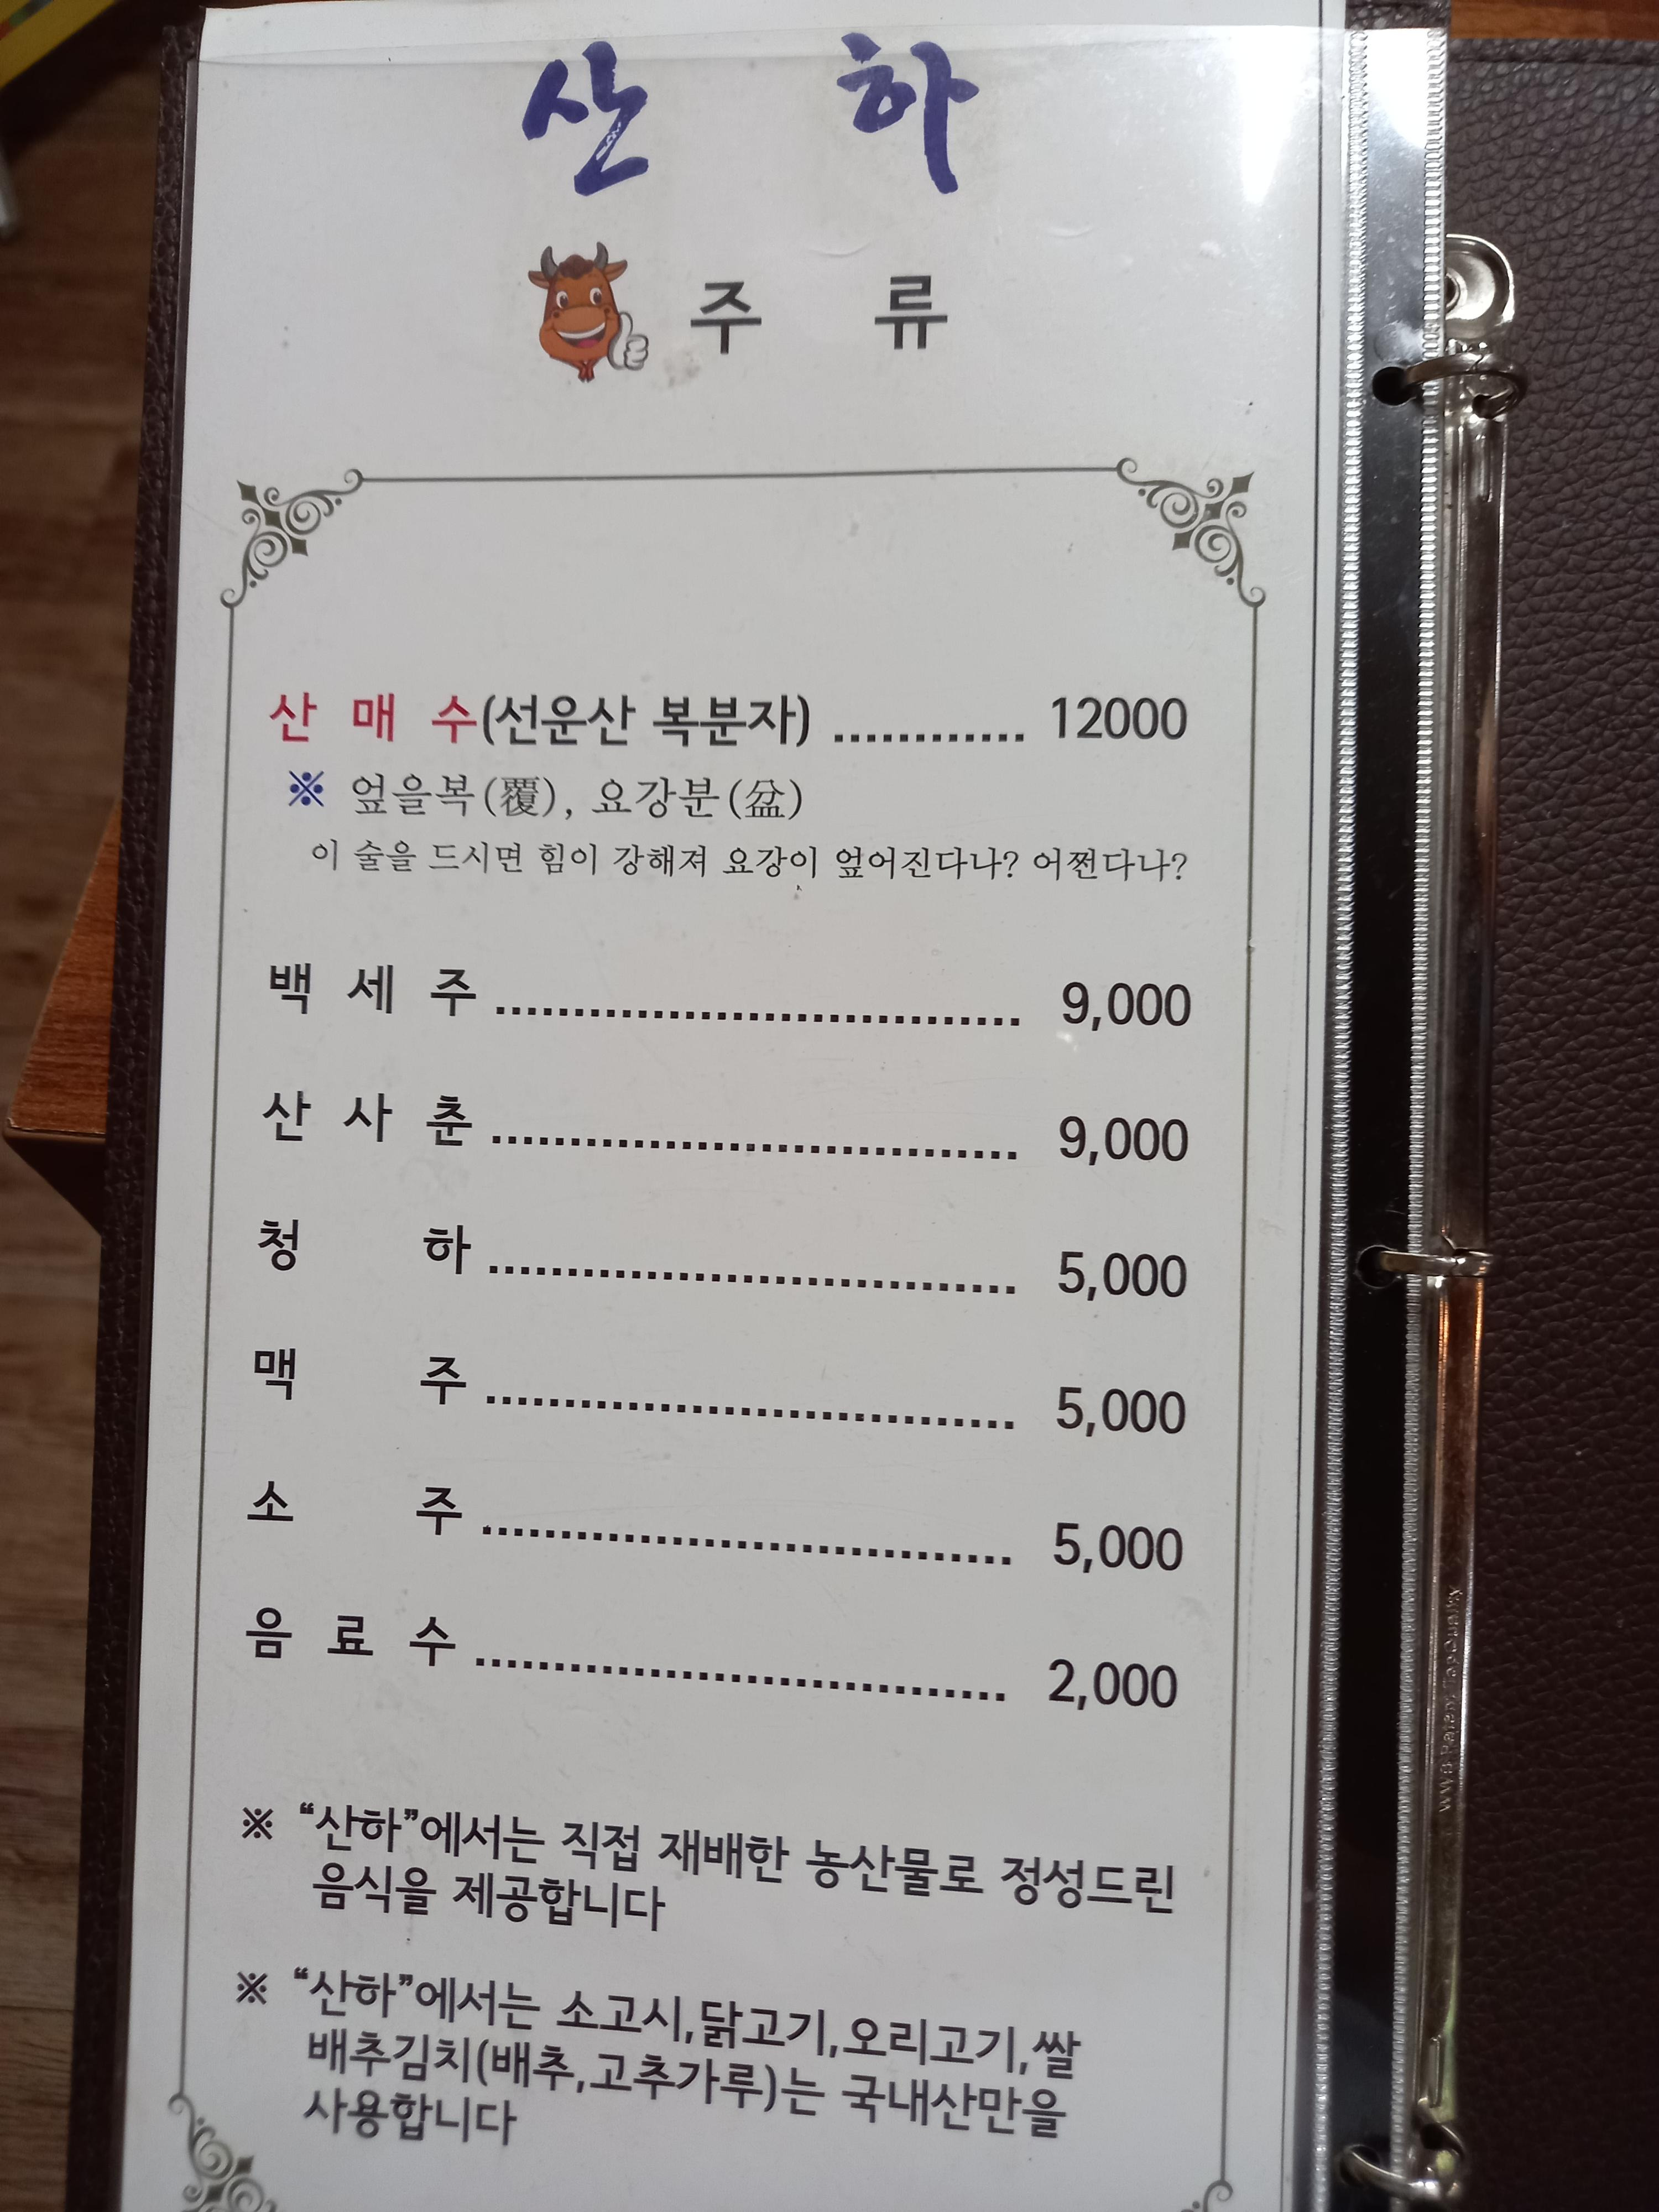 산 하
주 류
산 매 수(선운산 복분자) ............ 12000
※ 엎을복(覆), 요강분(盆)
이 술을 드시면 힘이 강해져 요강이 엎어진다나? 어쩐다나?
백 세 주 ................................. 9,000
산 사 춘 ................................. 9,000
청 하 ................................. 5,000
맥 주 ................................. 5,000
소 주 ................................. 5,000
음 료 수 ................................. 2,000
※ “산하”에서는 직접 재배한 농산물로 정성드린
음식을 제공합니다
※ “산하”에서는 소고시,닭고기,오리고기,쌀
배추김치(배추,고추가루)는 국내산만을
사용합니다